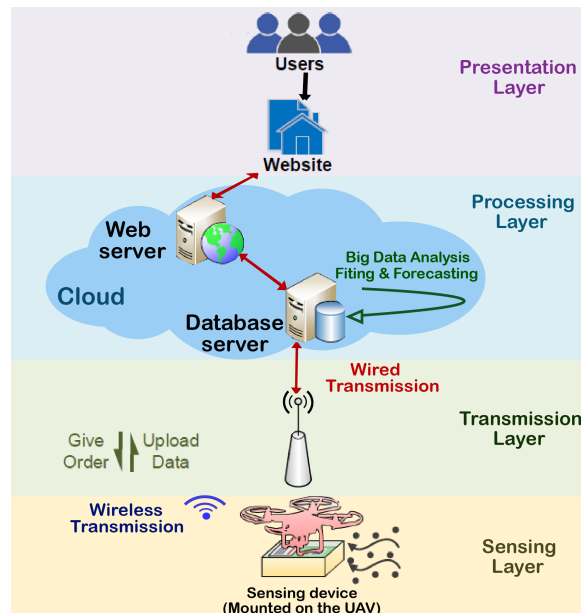 Users
Presentation
Layer
Website
Processing
Layer
Web
server
Big Data Analysis
Fiting & Forecasting
Cloud
Database
server
Wired
Transmission
Transmission
Layer
Give Upload
Order Data
Wireless
Transmission
Sensing
Layer
Sensing device
(Mounted on the UAV)